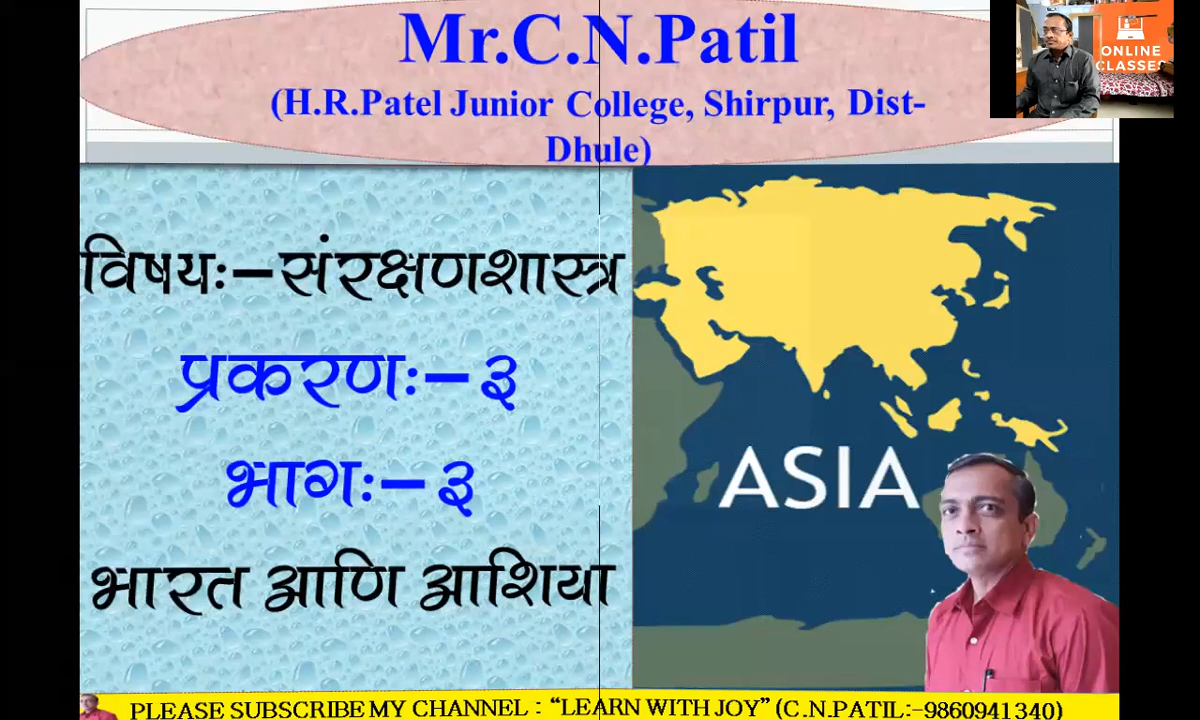 Mr.C.N.Patil
(H.R.Patel Junior College, Shirpur, Dist-
Dhule)
ONLINE
CLASSES
विषयः-संरक्षणशास्त्र
प्रकरणः-३
भागः-३
भारत आणि आशिया
ASIA
PLEASE SUBSCRIBE MY CHANNEL : “LEARN WITH JOY” (C.N.PATIL:-9860941340)